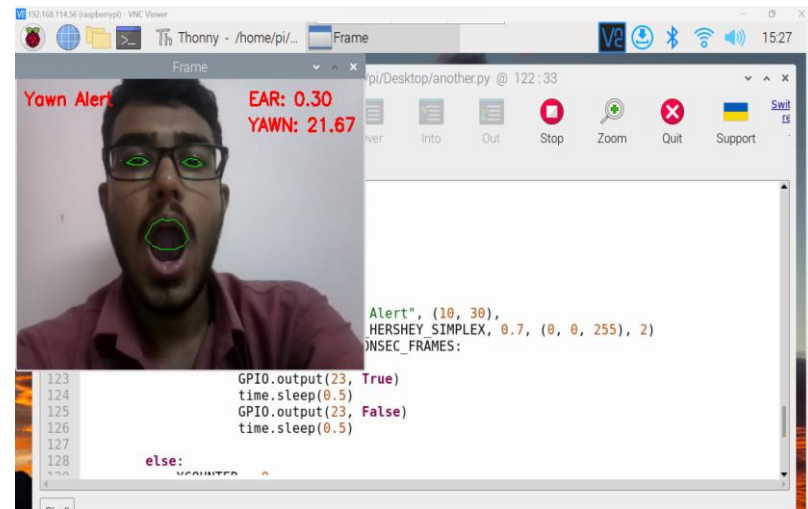 192.168.114.56 (raspberrypi) - VNC Viewer
Thonny - /home/pi/...
Frame
15:27
Frame
/pi/Desktop/another.py @ 122 : 33
Yawn Alert
EAR: 0.30
YAWN: 21.67
Into
Out
Stop
Zoom
Quit
Support
Alert", (10, 30),
HERSHEY_SIMPLEX, 0.7, (0, 0, 255), 2)
ONSEC_FRAMES:
123 GPIO.output(23, True)
124 time.sleep(0.5)
125 GPIO.output(23, False)
126 time.sleep(0.5)
127
128 else: